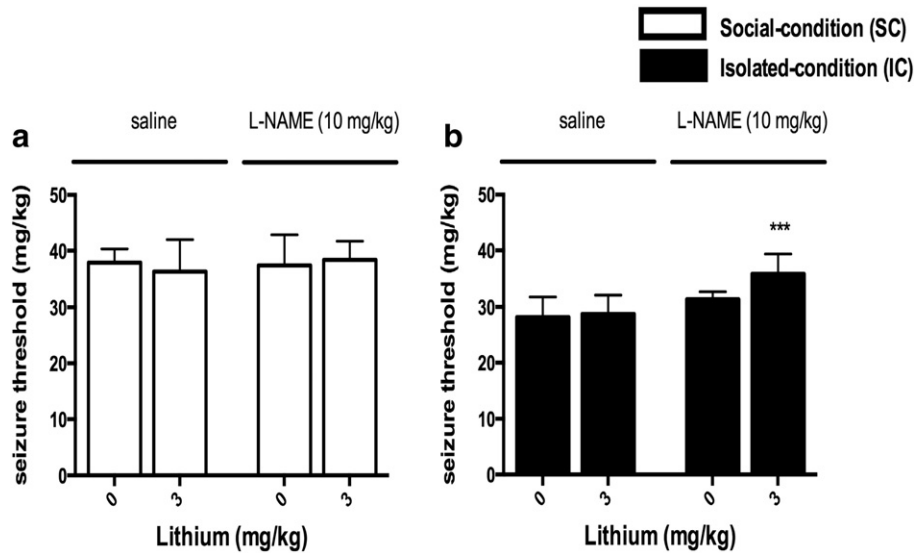 Social-condition (SC)
Isolated-condition (IC)
a
saline
L-NAME (10 mg/kg)
seizure threshold (mg/kg)
50
40
30
20
10
0
0
3
0
3
Lithium (mg/kg)
b
saline
L-NAME (10 mg/kg)
seizure threshold (mg/kg)
50
40
30
20
10
0
***
0
3
0
3
Lithium (mg/kg)